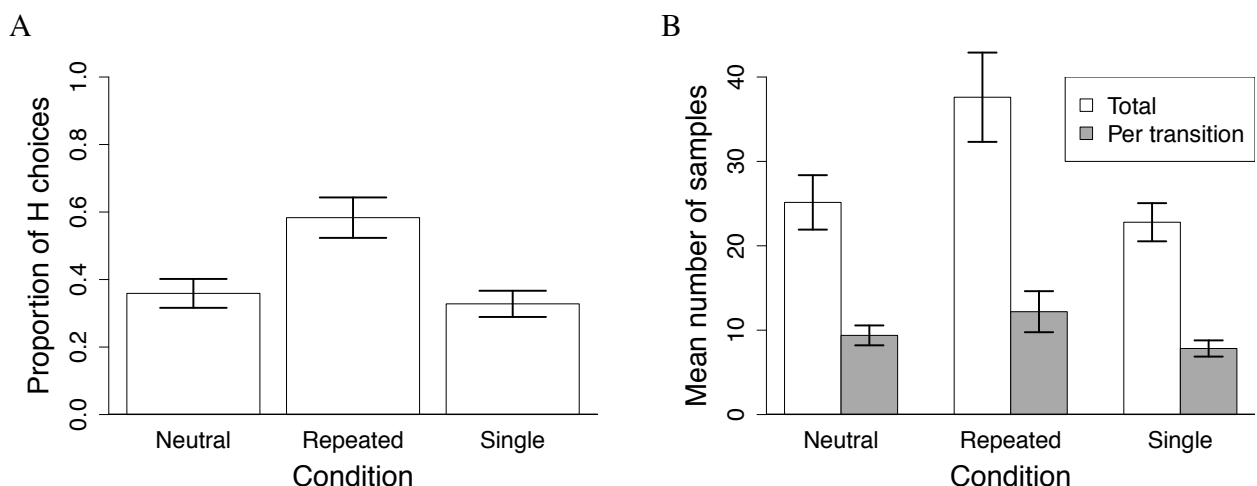 A
Proportion of H choices
1.0
0.8
0.6
0.4
0.2
0.0
Neutral Repeated Single
Condition
B
Mean number of samples
40
30
20
10
0
Total
Per transition
Neutral Repeated Single
Condition